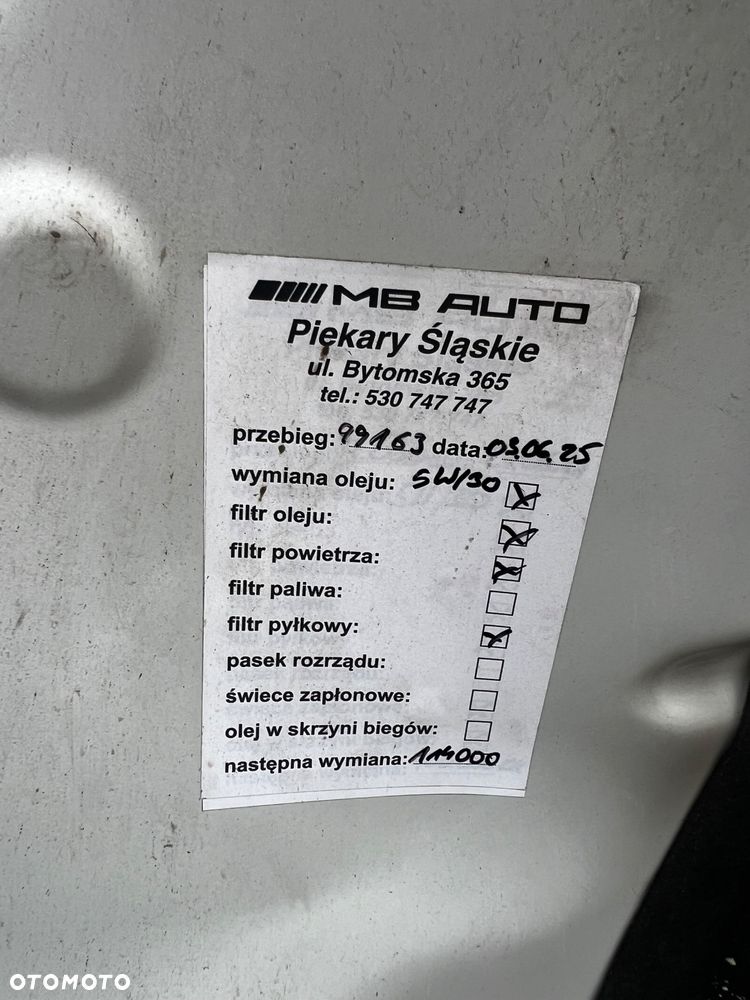 MB AUTO
Piękary Śląskie
ul. Bytomska 365
tel.: 530 747 747
przebieg: 99163 data: 03.06.25
wymiana oleju: 5W/30
filtr oleju:
filtr powietrza:
filtr paliwa:
filtr pyłkowy:
pasek rozrządu:
świece zapłonowe:
olej w skrzyni biegów:
następna wymiana: 114000
OTOMOTO